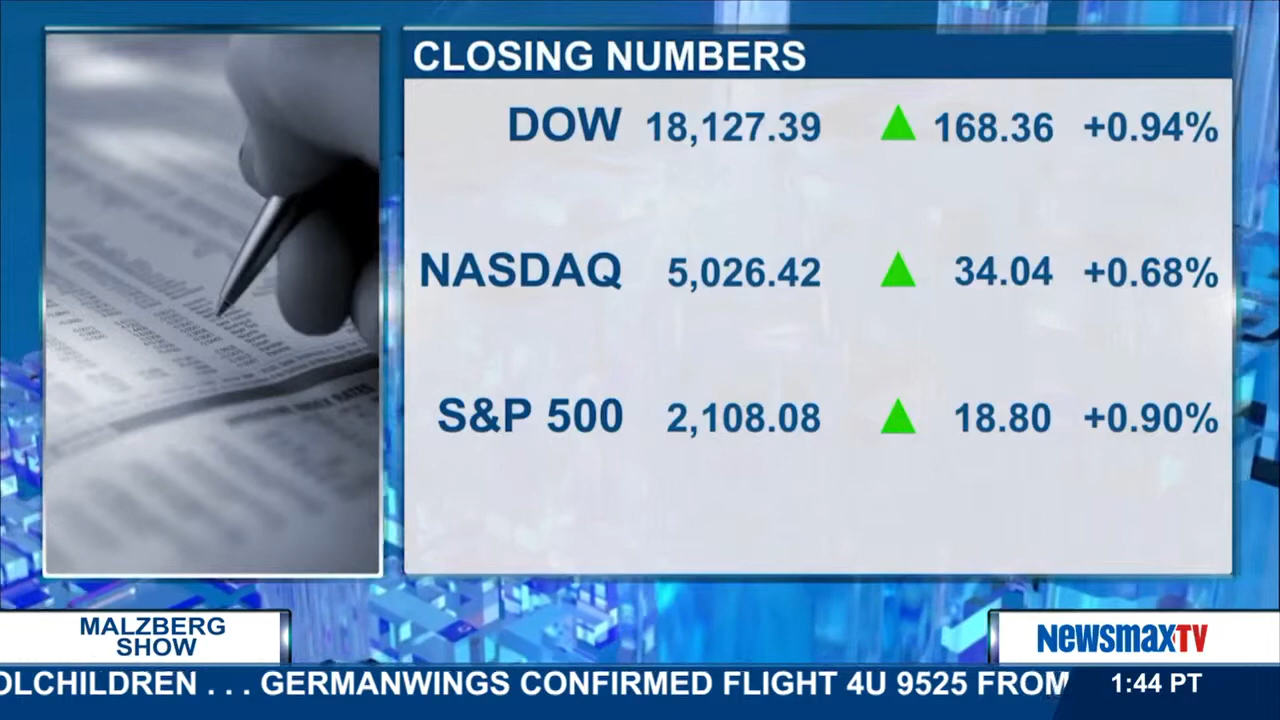 CLOSING NUMBERS
DOW 18,127.39 ▲ 168.36 +0.94%
NASDAQ 5,026.42 ▲ 34.04 +0.68%
S&P 500 2,108.08 ▲ 18.80 +0.90%
MALZBERG
SHOW
NEWSMAXTV
OLCHILDREN . . . GERMANWINGS CONFIRMED FLIGHT 4U 9525 FROM
1:44 PT